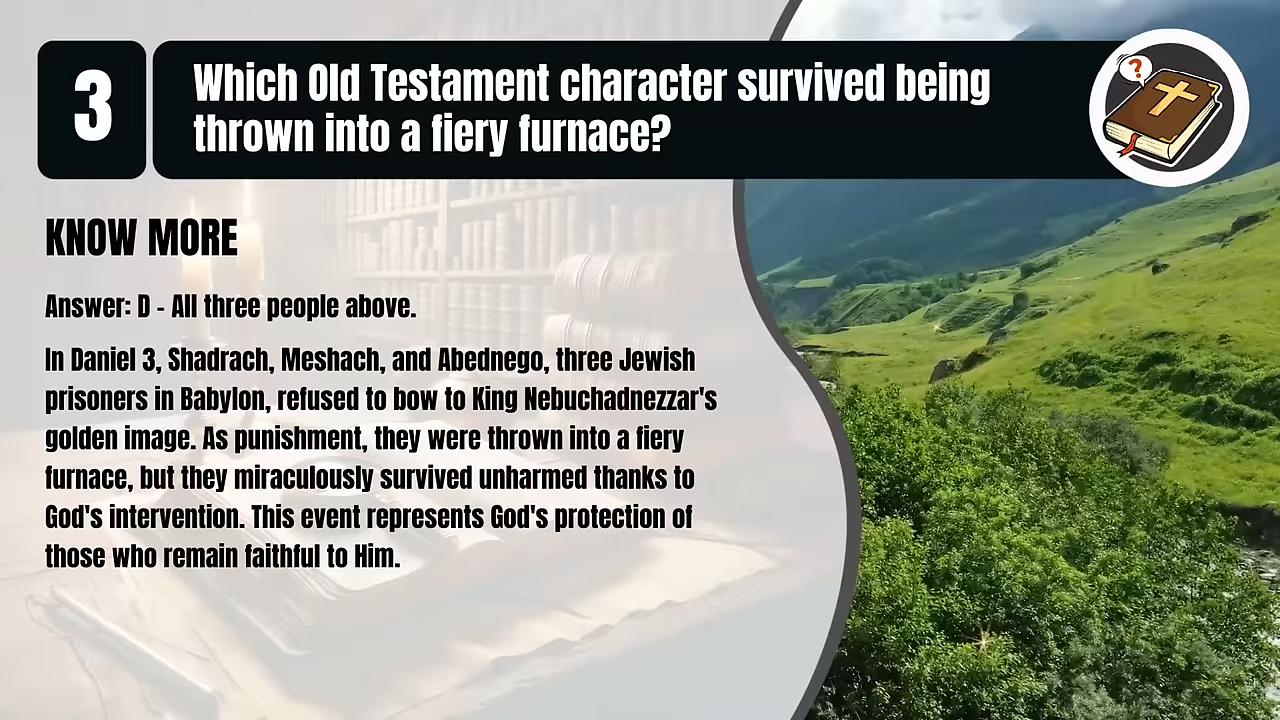 3
Which Old Testament character survived being
thrown into a fiery furnace?
?
KNOW MORE
Answer: D - All three people above.
In Daniel 3, Shadrach, Meshach, and Abednego, three Jewish
prisoners in Babylon, refused to bow to King Nebuchadnezzar's
golden image. As punishment, they were thrown into a fiery
furnace, but they miraculously survived unharmed thanks to
God's intervention. This event represents God's protection of
those who remain faithful to Him.